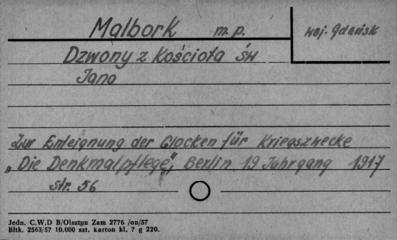 Malbork m.p. woj. Gdańsk
Dzwony z Kościoła św
Jana
Zur Enteignung der Glocken für Kriegszwecke
„Die Denkmalpflege", Berlin 19 Jahrgang 1917
str. 56
Jedn. C.W.D B/Olsztyn Zam 2776 /on/57
Bltk. 2563/57 10.000 szt. karton kl. 7 g 220.